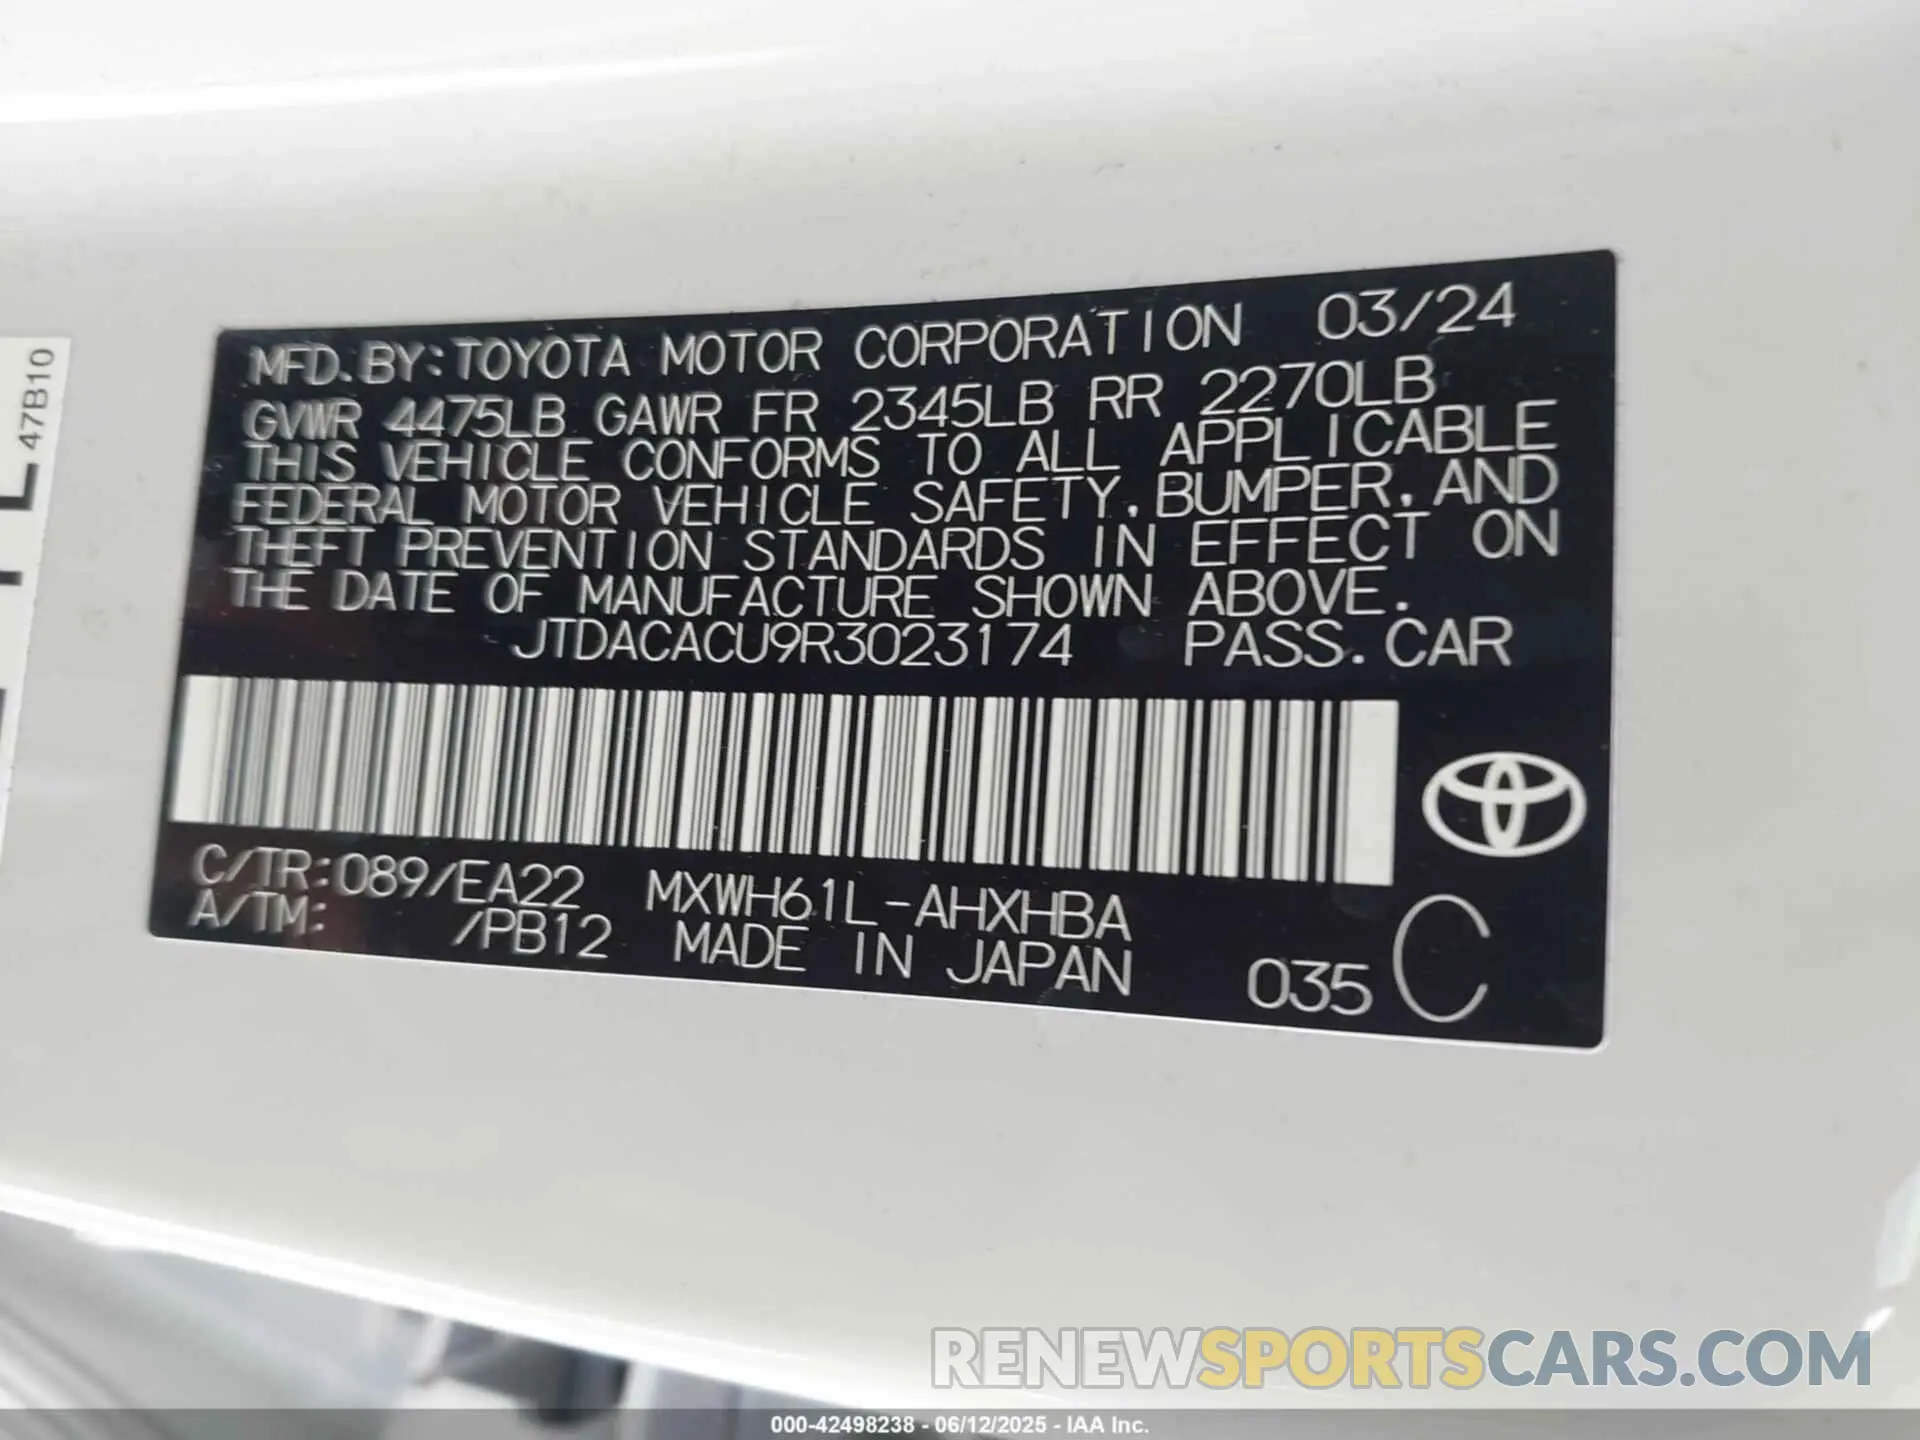 47B10
MFD. BY: TOYOTA MOTOR CORPORATION 03/24
GVWR 4475LB GAWR FR 2345LB RR 2270LB
THIS VEHICLE CONFORMS TO ALL APPLICABLE
FEDERAL MOTOR VEHICLE SAFETY, BUMPER, AND
THEFT PREVENTION STANDARDS IN EFFECT ON
THE DATE OF MANUFACTURE SHOWN ABOVE.
JTDACACU9R3023174 PASS. CAR
C/TR: 089/EA22 MXWH61L-AHXHBA
A/TM: /PB12 MADE IN JAPAN 035 C
RENEWSPORTSCARS.COM
000-42498238 - 06/12/2025 - IAA Inc.